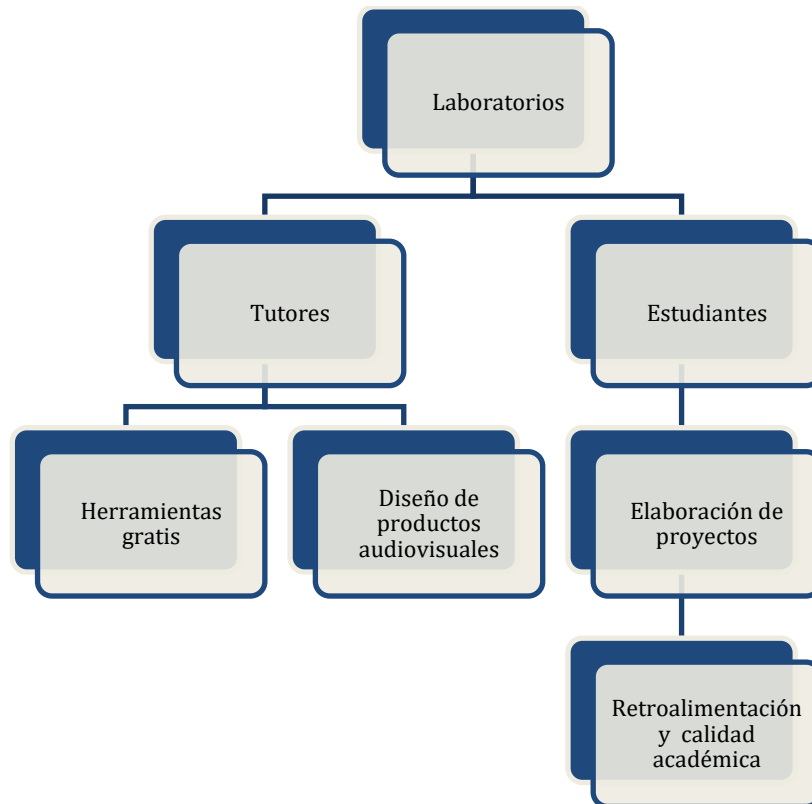 Laboratorios
Tutores
Estudiantes
Herramientas
gratis
Diseño de
productos
audiovisuales
Elaboración de
proyectos
Retroalimentación
y calidad
académica